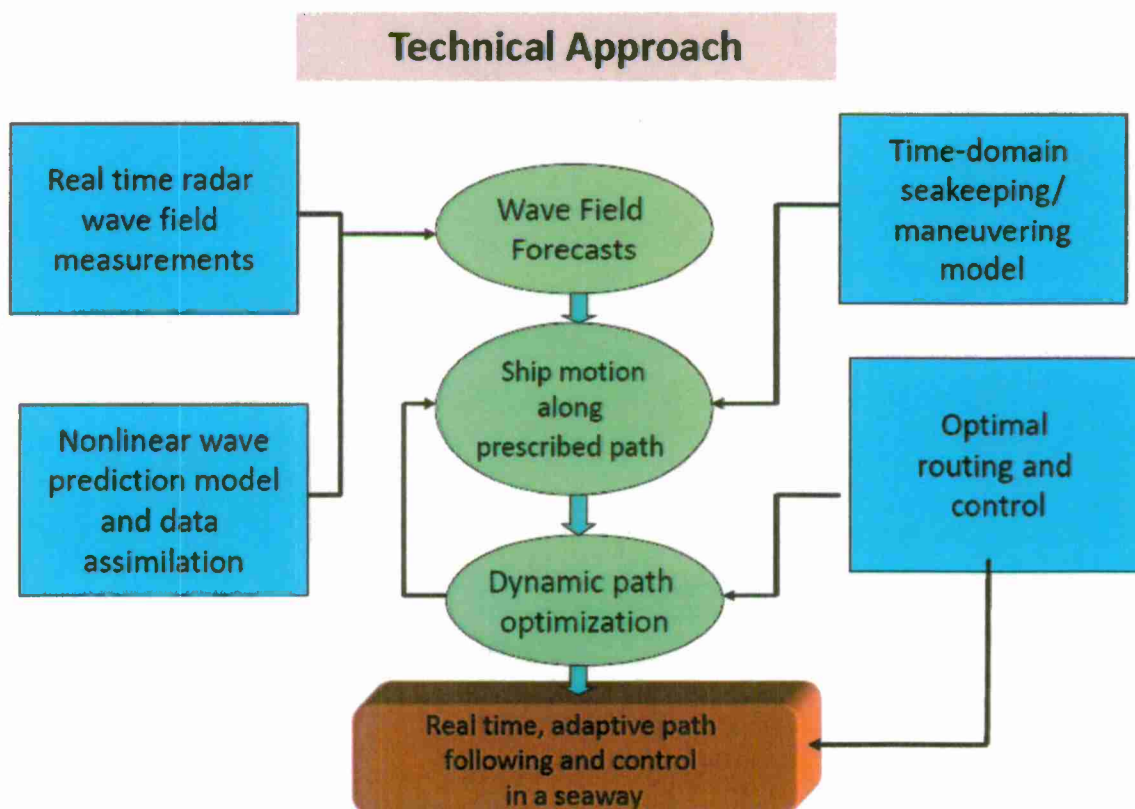 Technical Approach
Real time radar
wave field
measurements
Wave Field
Forecasts
Time-domain
seakeeping/
maneuvering
model
Ship motion
along
prescribed path
Nonlinear wave
prediction model
and data
assimilation
Optimal
routing and
control
Dynamic path
optimization
Real time, adaptive path
following and control
in a seaway